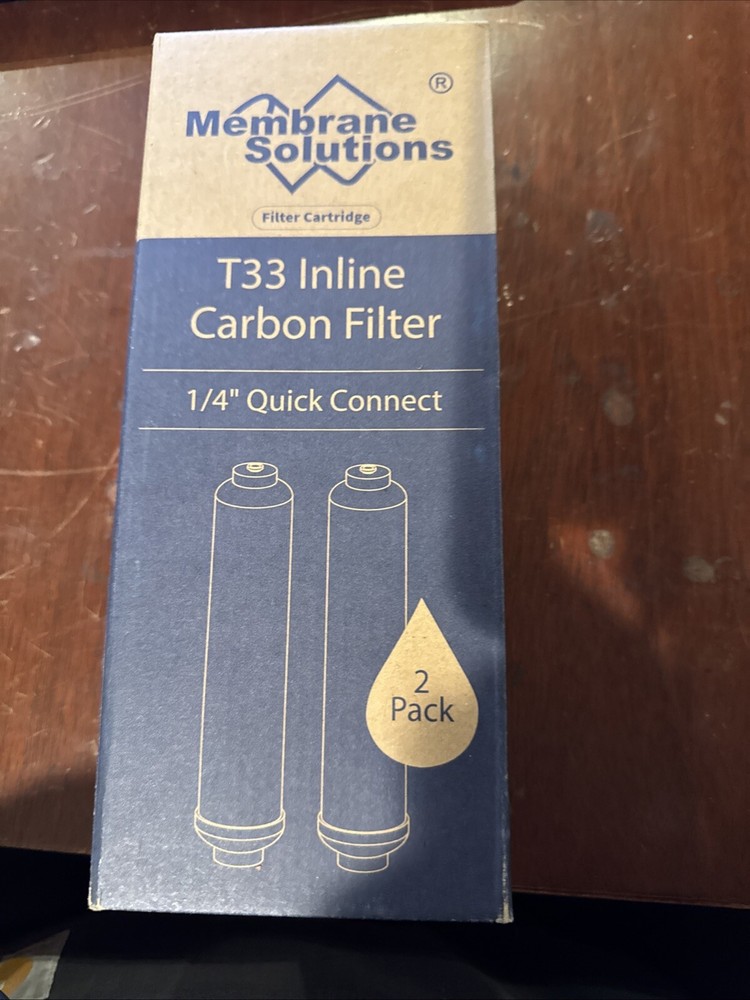 ®
Membrane
Solutions
Filter Cartridge
T33 Inline
Carbon Filter
1/4" Quick Connect
2
Pack